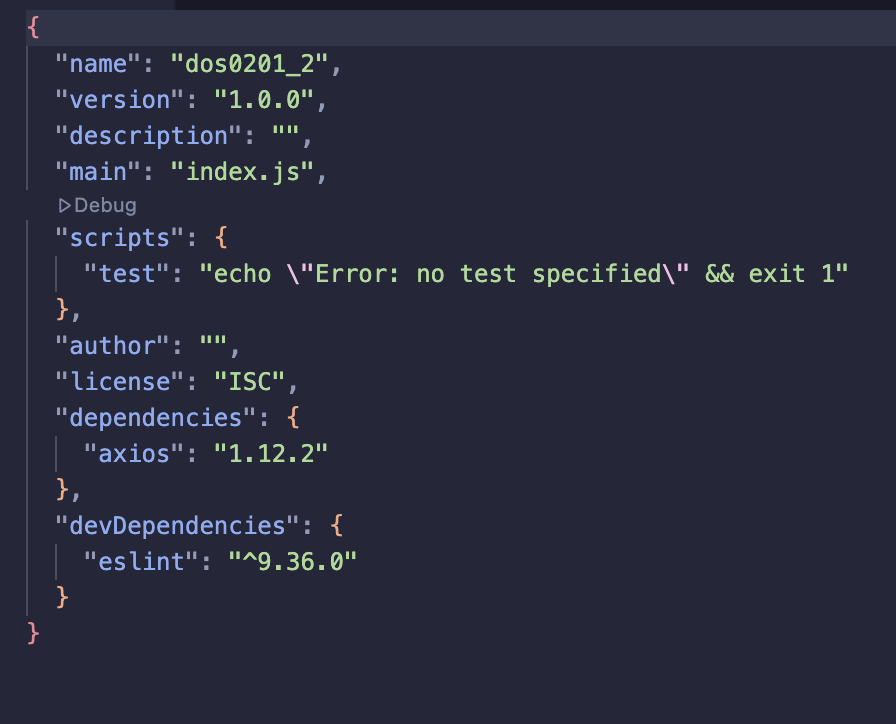 {
"name": "dos0201_2",
"version": "1.0.0",
"description": "",
"main": "index.js",
Debug
"scripts": {
"test": "echo \"Error: no test specified\" && exit 1"
},
"author": "",
"license": "ISC",
"dependencies": {
"axios": "1.12.2"
},
"devDependencies": {
"eslint": "^9.36.0"
}
}